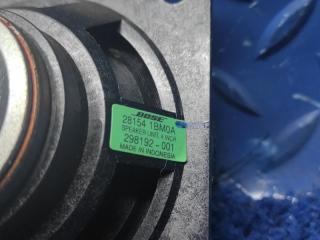 BOSE
28154 1BM0A
SPEAKER UNIT, 4 INCH
298192-001
MADE IN INDONESIA